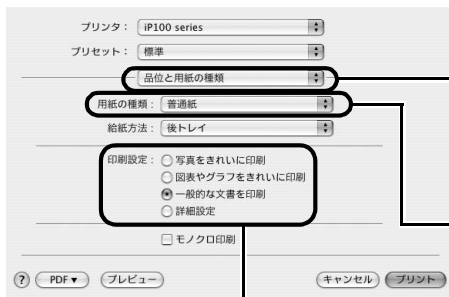 プリンタ： iP100 series
プリセット： 標準
品位と用紙の種類
用紙の種類： 普通紙
給紙方法： 後トレイ
印刷設定： 写真をきれいに印刷
図表やグラフをきれいに印刷
一般的な文書を印刷
詳細設定
モノクロ印刷
? PDF▼ プレビュー キャンセル プリント